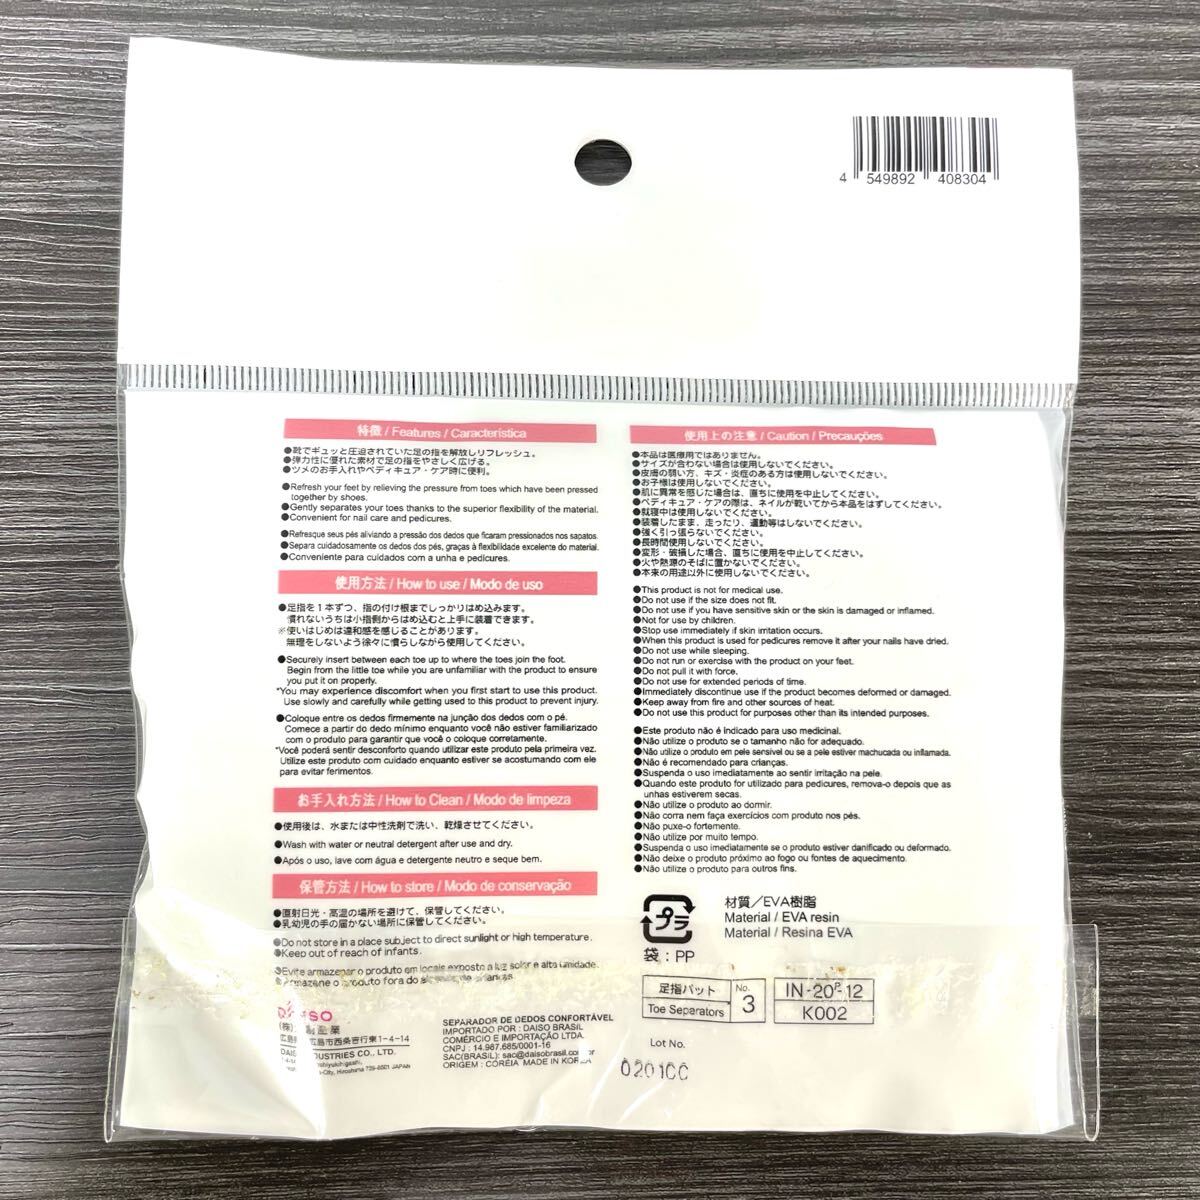 4 549892 408304
特徴 / Features / Característica
●靴でギュッと圧迫されていた足の指を解放しリフレッシュ。
●弾力性に優れた素材で足の指をやさしく広げる。
●ツメのお手入れやペディキュア・ケア時に便利。
●Refresh your feet by relieving the pressure from toes which have been pressed
together by shoes.
●Gently separates your toes thanks to the superior flexibility of the material.
●Convenient for nail care and pedicures.
●Refresque seus pés aliviando a pressão dos dedos que ficaram pressionados nos sapatos.
●Separa cuidadosamente os dedos dos pés, graças à flexibilidade excelente do material.
●Conveniente para cuidados com a unha e pedicures.
使用方法 / How to use / Modo de uso
●足指を1本ずつ、指の付け根までしっかりはめ込みます。
慣れないうちは小指側からはめ込むと上手に装着できます。
※使いはじめは違和感を感じることがあります。
無理をしないよう徐々に慣らしながら使用してください。
●Securely insert between each toe up to where the toes join the foot.
Begin from the little toe while you are unfamiliar with the product to ensure
you put it on properly.
*You may experience discomfort when you first start to use this product.
Use slowly and carefully while getting used to this product to prevent injury.
●Coloque entre os dedos firmemente na junção dos dedos com o pé.
Comece a partir do dedo mínimo enquanto você não estiver familiarizado
com o produto para garantir que você o coloque corretamente.
*Você poderá sentir desconforto quando utilizar este produto pela primeira vez.
Utilize este produto com cuidado enquanto estiver se acostumando com ele
para evitar ferimentos.
お手入れ方法 / How to Clean / Modo de limpeza
●使用後は、水または中性洗剤で洗い、乾燥させてください。
●Wash with water or neutral detergent after use and dry.
●Após o uso, lave com água e detergente neutro e seque bem.
保管方法 / How to store / Modo de conservação
●直射日光・高温の場所を避けて、保管してください。
●乳幼児の手の届かない場所に保管してください。
●Do not store in a place subject to direct sunlight or high temperature.
●Keep out of reach of infants.
●Evite armazenar o produto em locais exposto a luz solar e alta umidade.
●Armazene o produto fora do alcance de crianças.
使用上の注意 / Caution / Precauções
●本品は医療用ではありません。
●サイズが合わない場合は使用しないでください。
●皮膚の弱い方、キズ・炎症のある方は使用しないでください。
●お子様は使用しないでください。
●肌に異常を感じた場合は、直ちに使用を中止してください。
●ペディキュア・ケアの際は、ネイルが乾いてから本品をはずしてください。
●就寝中は使用しないでください。
●装着したまま、走ったり、運動等はしないでください。
●強く引っ張らないでください。
●長時間使用しないでください。
●変形・破損した場合、直ちに使用を中止してください。
●火や熱源のそばに置かないでください。
●本来の用途以外に使用しないでください。
●This product is not for medical use.
●Do not use if the size does not fit.
●Do not use if you have sensitive skin or the skin is damaged or inflamed.
●Not for use by children.
●Stop use immediately if skin irritation occurs.
●When this product is used for pedicures remove it after your nails have dried.
●Do not use while sleeping.
●Do not run or exercise with the product on your feet.
●Do not pull it with force.
●Do not use for extended periods of time.
●Immediately discontinue use if the product becomes deformed or damaged.
●Keep away from fire and other sources of heat.
●Do not use this product for purposes other than its intended purposes.
●Este produto não é indicado para uso medicinal.
●Não utilize o produto se o tamanho não for adequado.
●Não utilize o produto em pele sensível ou se a pele estiver machucada ou inflamada.
●Não é recomendado para crianças.
●Suspenda o uso imediatamente ao sentir irritação na pele.
●Quando este produto for utilizado para pedicures, remova-o depois que as
unhas estiverem secas.
●Não utilize o produto ao dormir.
●Não corra nem faça exercícios com produto nos pés.
●Não puxe-o fortemente.
●Não utilize por muito tempo.
●Suspenda o uso imediatamente se o produto estiver danificado ou deformado.
●Não deixe o produto próximo ao fogo ou fontes de aquecimento.
●Não utilize o produto para outros fins.
プラ
袋：PP
材質／EVA樹脂
Material / EVA resin
Material / Resina EVA
足指パット
Toe Separators
No.
3
IN-20P-12
K002
Lot No.
020100
(株) 創産業
広島市西条吉行東1-4-14
INDUSTRIES CO., LTD.
-City, Hiroshima 739-8501 JAPAN
SEPARADOR DE DEDOS CONFORTÁVEL
IMPORTADO POR : DAISO BRASIL
COMÉRCIO E IMPORTAÇÃO LTDA.
CNPJ : 14.987.685/0001-16
SAC(BRASIL): sac@daisobrasil.com.br
ORIGEM : CORÉIA MADE IN KOREA